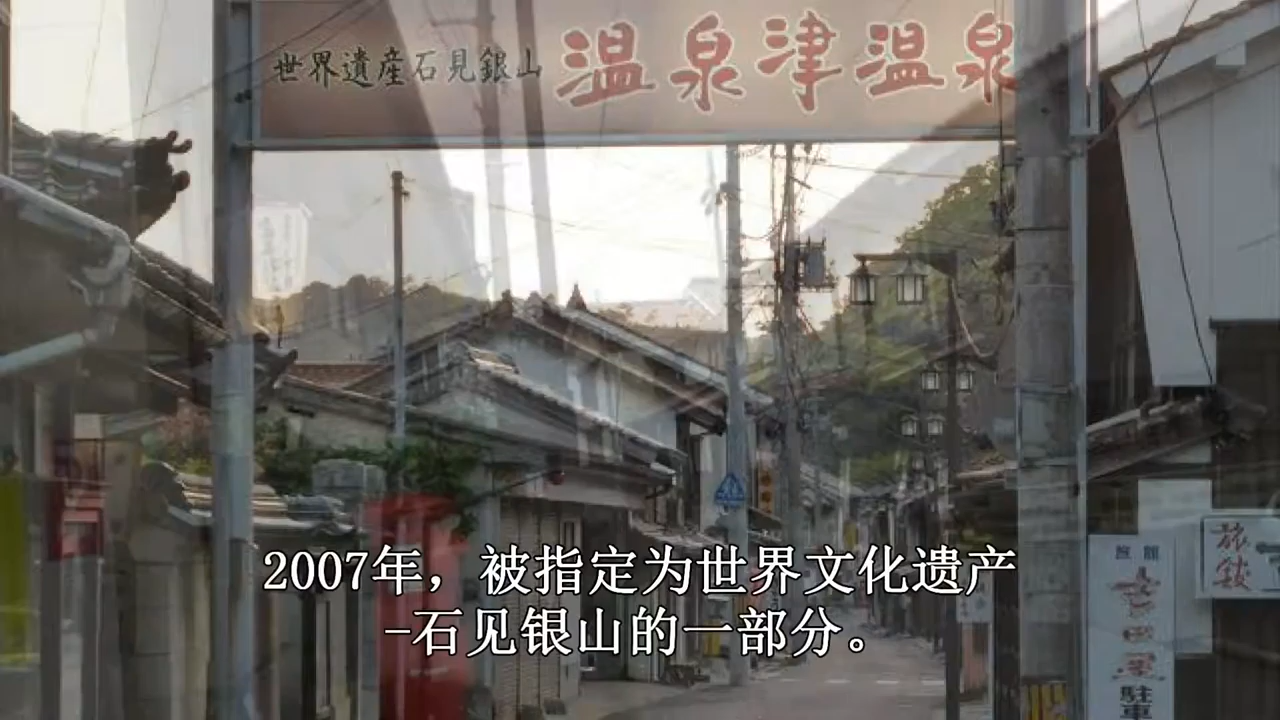 世界遺産石見銀山 温泉津温泉
旅館
駐車
2007年，被指定为世界文化遗产
-石见银山的一部分。